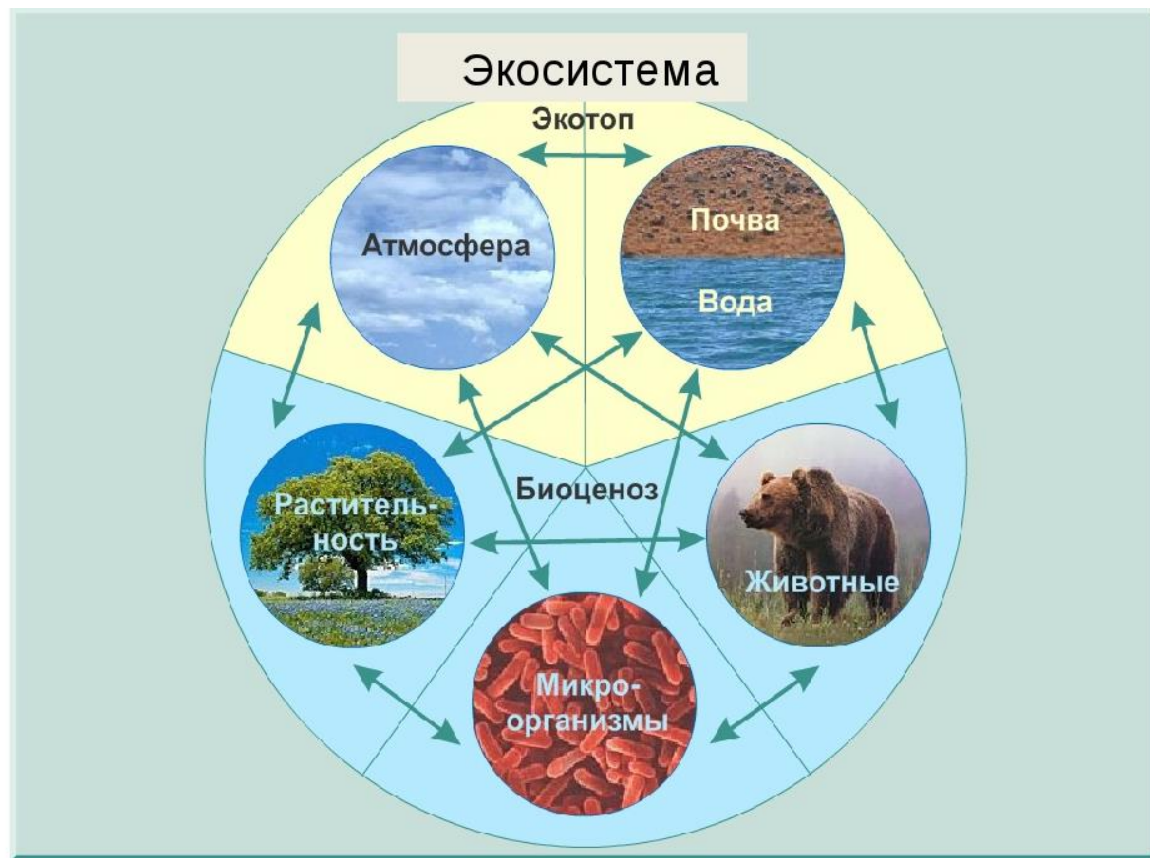 Экосистема
Экотоп
Атмосфера
Почва
Вода
Биоценоз
Раститель-
ность
Животные
Микро-
организмы